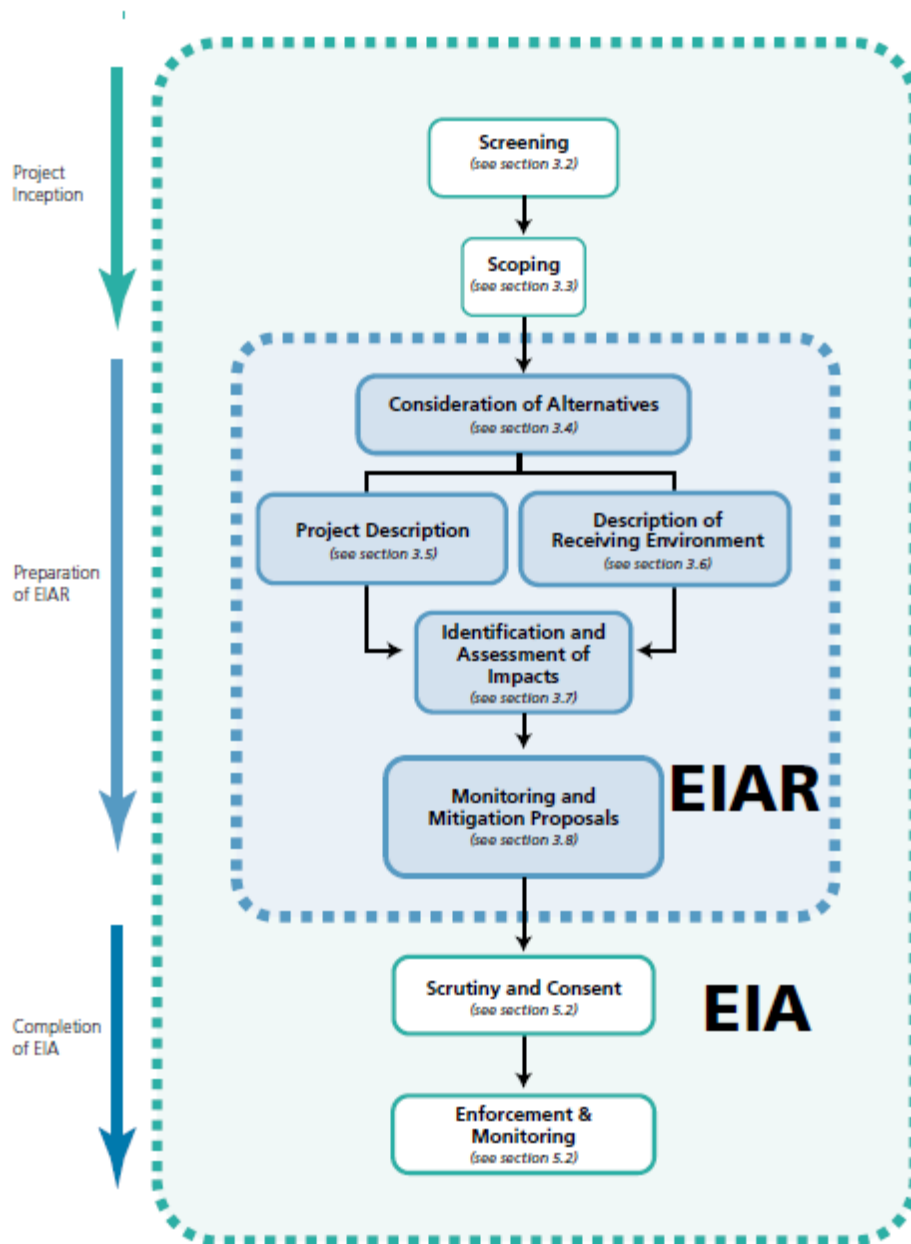 Project
Inception
Screening
(see section 3.2)
Scoping
(see section 3.3)
Preparation
of EIAR
Consideration of Alternatives
(see section 3.4)
Project Description
(see section 3.5)
Description of
Receiving Environment
(see section 3.6)
Identification and
Assessment of
Impacts
(see section 3.7)
Monitoring and
Mitigation Proposals
(see section 3.8)
EIAR
Completion
of EIA
Scrutiny and Consent
(see section 5.2)
EIA
Enforcement &
Monitoring
(see section 5.2)